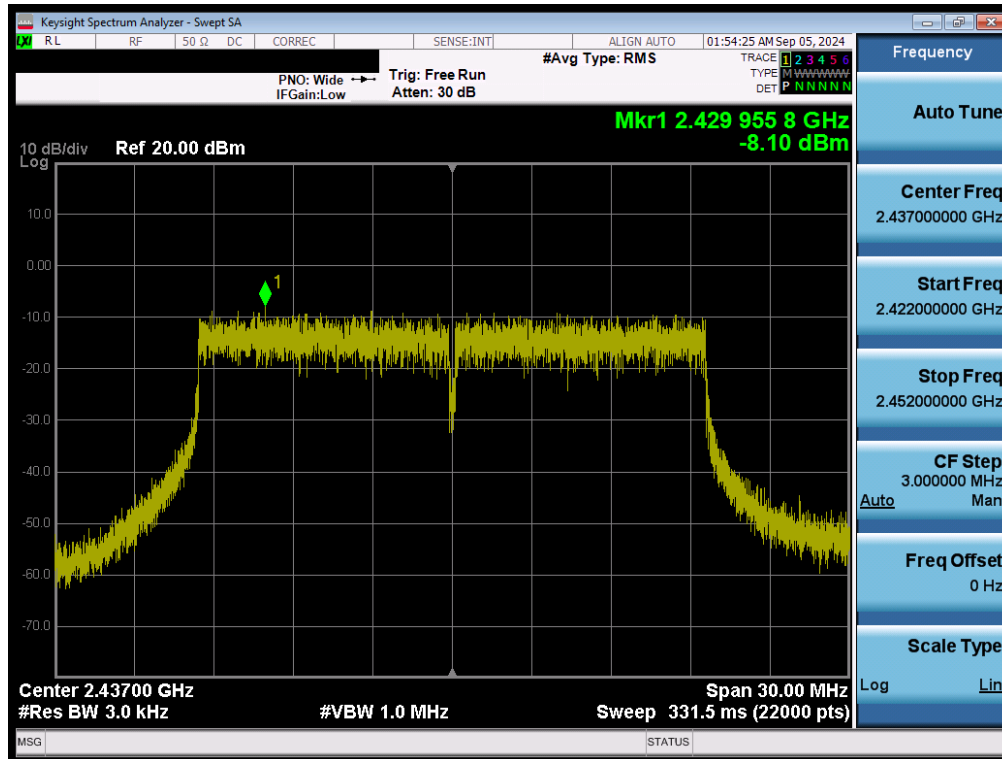 Keysight Spectrum Analyzer - Swept SA
LXI RL RF 50 Ω DC CORREC SENSE:INT ALIGN AUTO 01:54:25 AM Sep 05, 2024
PNO: Wide
IFGain:Low
Trig: Free Run
Atten: 30 dB
#Avg Type: RMS
TRACE 1 2 3 4 5 6
TYPE M WWWWW
DET P N N N N N
Mkr1 2.429 955 8 GHz
-8.10 dBm
10 dB/div Ref 20.00 dBm
Log
10.0
0.00
-10.0
-20.0
-30.0
-40.0
-50.0
-60.0
-70.0
1
Center 2.43700 GHz Span 30.00 MHz
#Res BW 3.0 kHz #VBW 1.0 MHz Sweep 331.5 ms (22000 pts)
MSG STATUS
Frequency
Auto Tune
Center Freq
2.437000000 GHz
Start Freq
2.422000000 GHz
Stop Freq
2.452000000 GHz
CF Step
3.000000 MHz
Auto Man
Freq Offset
0 Hz
Scale Type
Log Lin